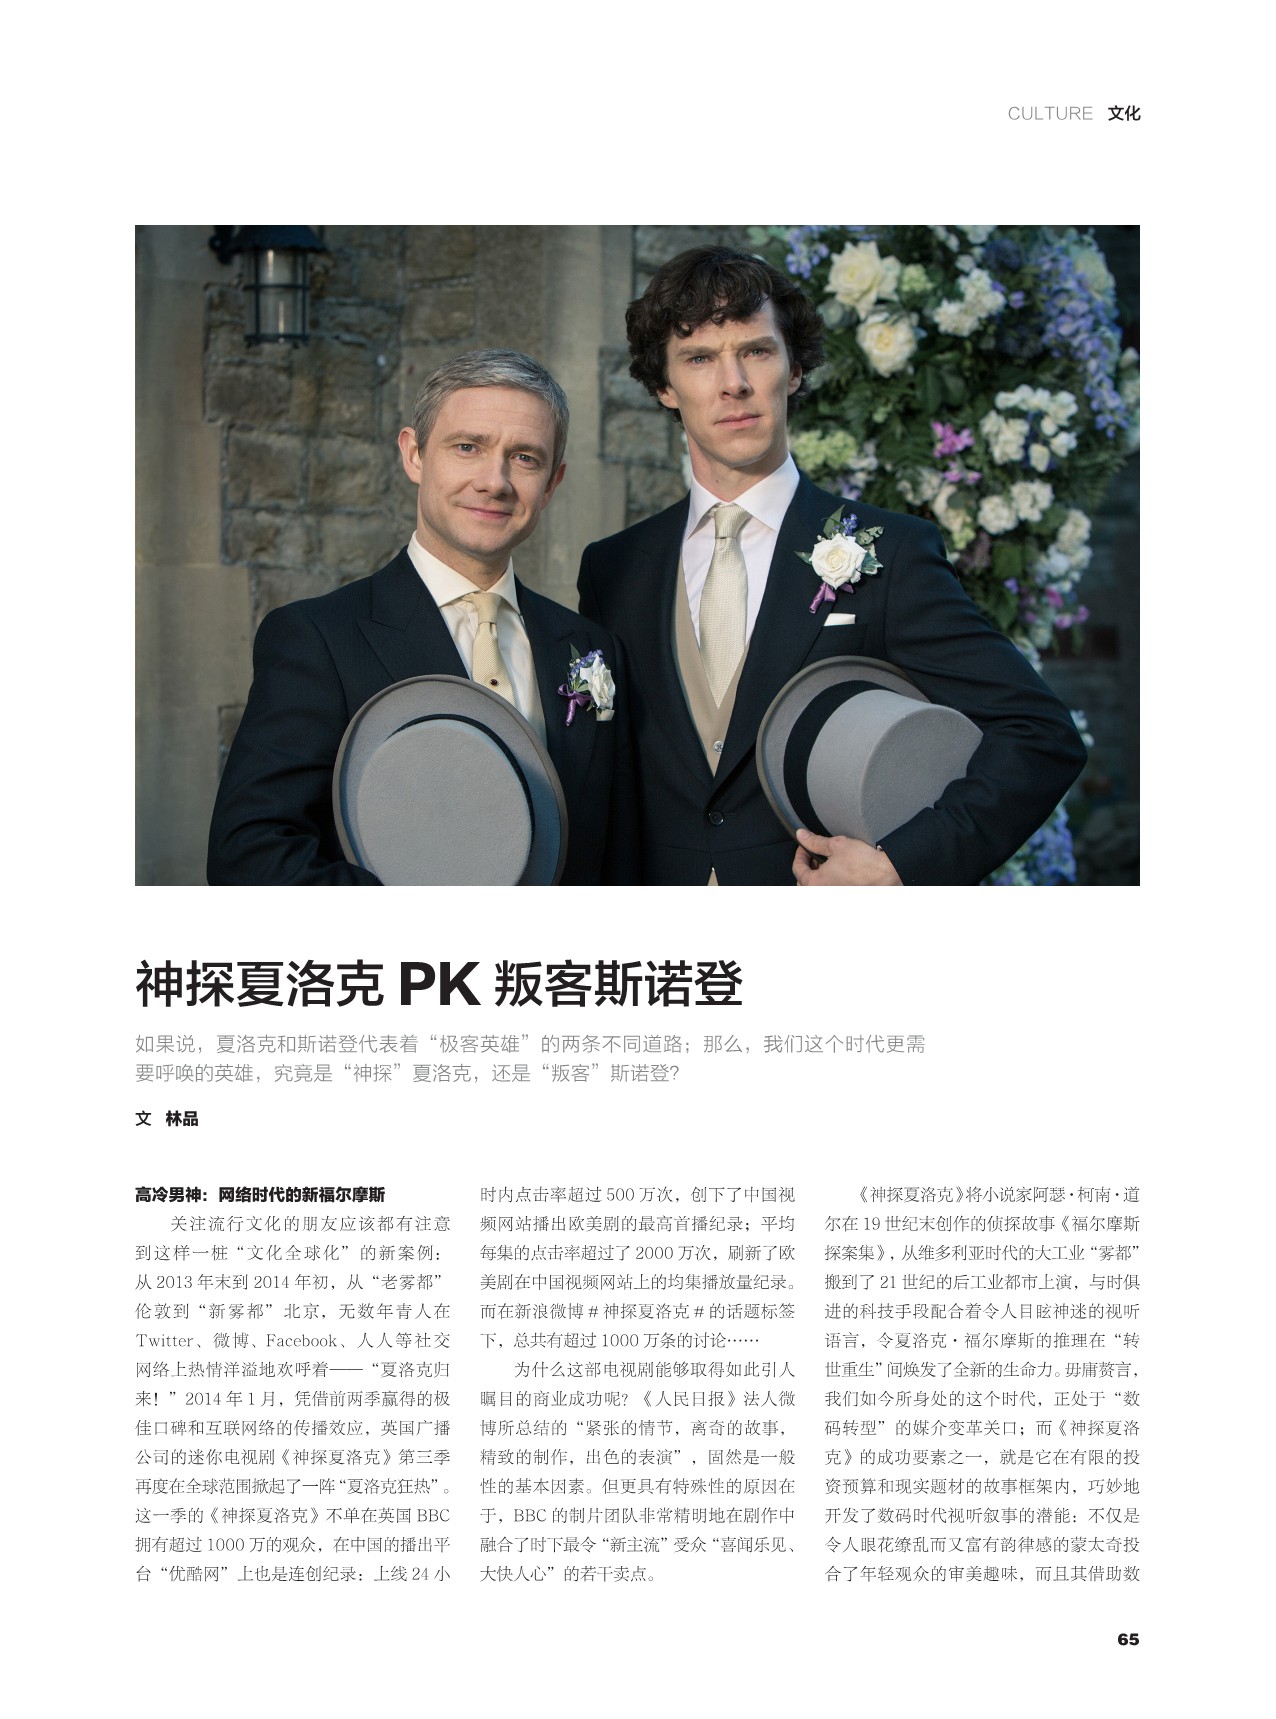 CULTURE 文化
神探夏洛克 PK 叛客斯诺登
如果说，夏洛克和斯诺登代表着“极客英雄”的两条不同道路；那么，我们这个时代更需
要呼唤的英雄，究竟是“神探”夏洛克，还是“叛客”斯诺登？
文 林品
高冷男神：网络时代的新福尔摩斯
关注流行文化的朋友应该都有注意
到这样一桩“文化全球化”的新案例：
从 2013 年末到 2014 年初，从“老雾都”
伦敦到“新雾都”北京，无数年青人在
Twitter、微博、Facebook、人人等社交
网络上热情洋溢地欢呼着——“夏洛克归
来！”2014 年 1 月，凭借前两季赢得的极
佳口碑和互联网络的传播效应，英国广播
公司的迷你电视剧《神探夏洛克》第三季
再度在全球范围掀起了一阵“夏洛克狂热”。
这一季的《神探夏洛克》不单在英国 BBC
拥有超过 1000 万的观众，在中国的播出平
台“优酷网”上也是连创纪录：上线 24 小
时内点击率超过 500 万次，创下了中国视
频网站播出欧美剧的最高首播纪录；平均
每集的点击率超过了 2000 万次，刷新了欧
美剧在中国视频网站上的均集播放量纪录。
而在新浪微博 # 神探夏洛克 # 的话题标签
下，总共有超过 1000 万条的讨论……
为什么这部电视剧能够取得如此引人
瞩目的商业成功呢？《人民日报》法人微
博所总结的“紧张的情节，离奇的故事，
精致的制作，出色的表演”，固然是一般
性的基本因素。但更具有特殊性的原因在
于，BBC 的制片团队非常精明地在剧作中
融合了时下最令“新主流”受众“喜闻乐见、
大快人心”的若干卖点。
《神探夏洛克》将小说家阿瑟·柯南·道
尔在 19 世纪末创作的侦探故事《福尔摩斯
探案集》，从维多利亚时代的大工业“雾都”
搬到了 21 世纪的后工业都市上演，与时俱
进的科技手段配合着令人目眩神迷的视听
语言，令夏洛克·福尔摩斯的推理在“转
世重生”间焕发了全新的生命力。毋庸赘言，
我们如今所身处的这个时代，正处于“数
码转型”的媒介变革关口；而《神探夏洛
克》的成功要素之一，就是它在有限的投
资预算和现实题材的故事框架内，巧妙地
开发了数码时代视听叙事的潜能：不仅是
令人眼花缭乱而又富有韵律感的蒙太奇投
合了年轻观众的审美趣味，而且其借助数
65